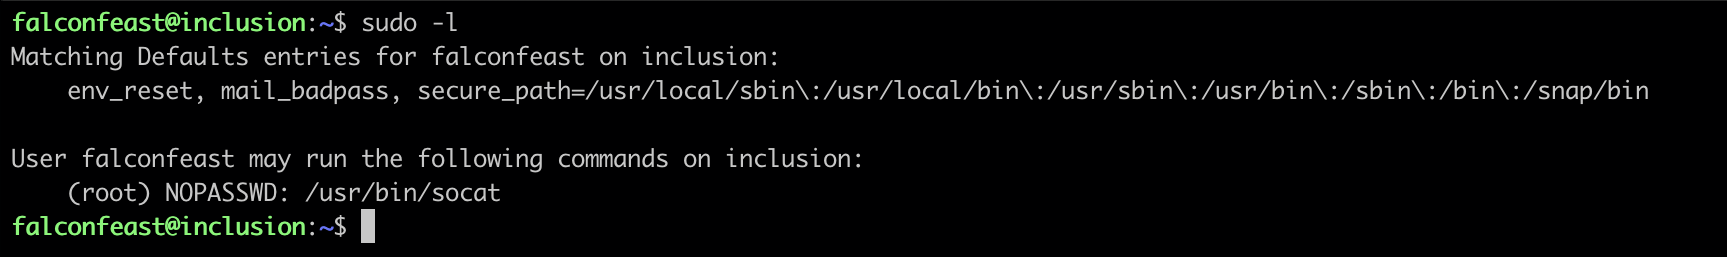 falconfeast@inclusion:~$ sudo -l
Matching Defaults entries for falconfeast on inclusion:
    env_reset, mail_badpass, secure_path=/usr/local/sbin\:/usr/local/bin\:/usr/sbin\:/usr/bin\:/sbin\:/bin\:/snap/bin

User falconfeast may run the following commands on inclusion:
    (root) NOPASSWD: /usr/bin/socat
falconfeast@inclusion:~$